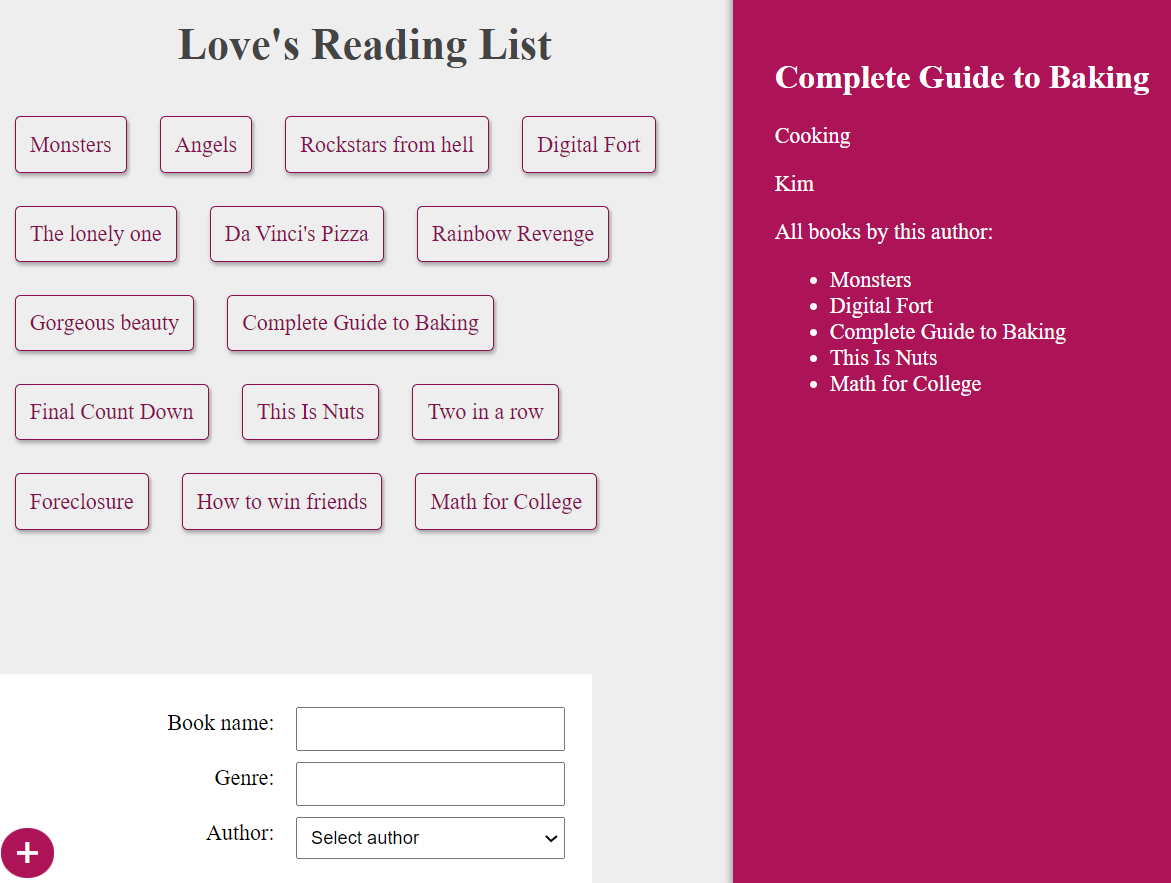 Love's Reading List
Monsters
Angels
Rockstars from hell
Digital Fort
The lonely one
Da Vinci's Pizza
Rainbow Revenge
Gorgeous beauty
Complete Guide to Baking
Final Count Down
This Is Nuts
Two in a row
Foreclosure
How to win friends
Math for College
Book name:
Genre:
Author:
Select author
+
Complete Guide to Baking
Cooking
Kim
All books by this author:
• Monsters
• Digital Fort
• Complete Guide to Baking
• This Is Nuts
• Math for College